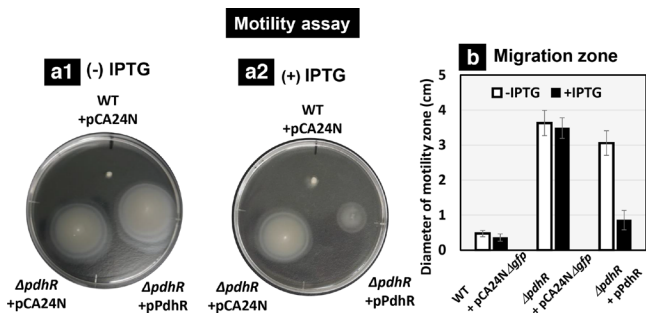 Motility assay
a1 (-) IPTG
WT
+pCA24N
ΔpdhR
+pCA24N
ΔpdhR
+pPdhR
a2 (+) IPTG
WT
+pCA24N
ΔpdhR
+pCA24N
ΔpdhR
+pPdhR
b Migration zone
Diameter of motility zone (cm)
5
4
3
2
1
0
-IPTG +IPTG
WT
+ pCA24NΔgfp
ΔpdhR
+ pCA24NΔgfp
ΔpdhR
+ pPdhR